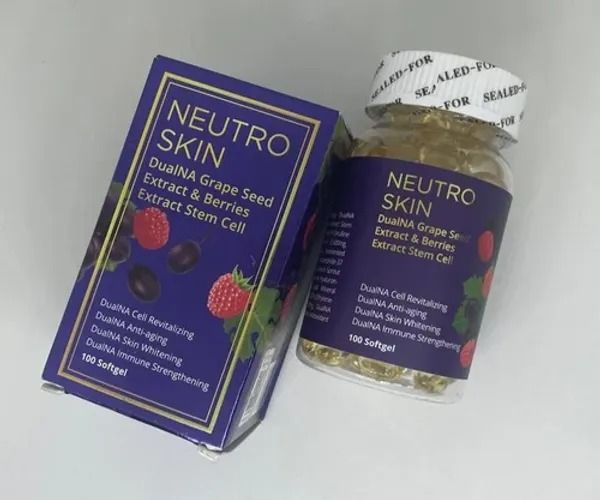 NEUTRO
SKIN
DualNA Grape Seed
Extract & Berries
Extract Stem Cell
DualNA Cell Revitalizing
DualNA Anti-aging
DualNA Skin Whitening
DualNA Immune Strengthening
100 Softgel
SEALED-FOR
SEALED-FOR
NEUTRO
SKIN
DualNA Grape Seed
Extract & Berries
Extract Stem Cell
DualNA Cell Revitalizing
DualNA Anti-aging
DualNA Skin Whitening
DualNA Immune Strengthening
100 Softgel